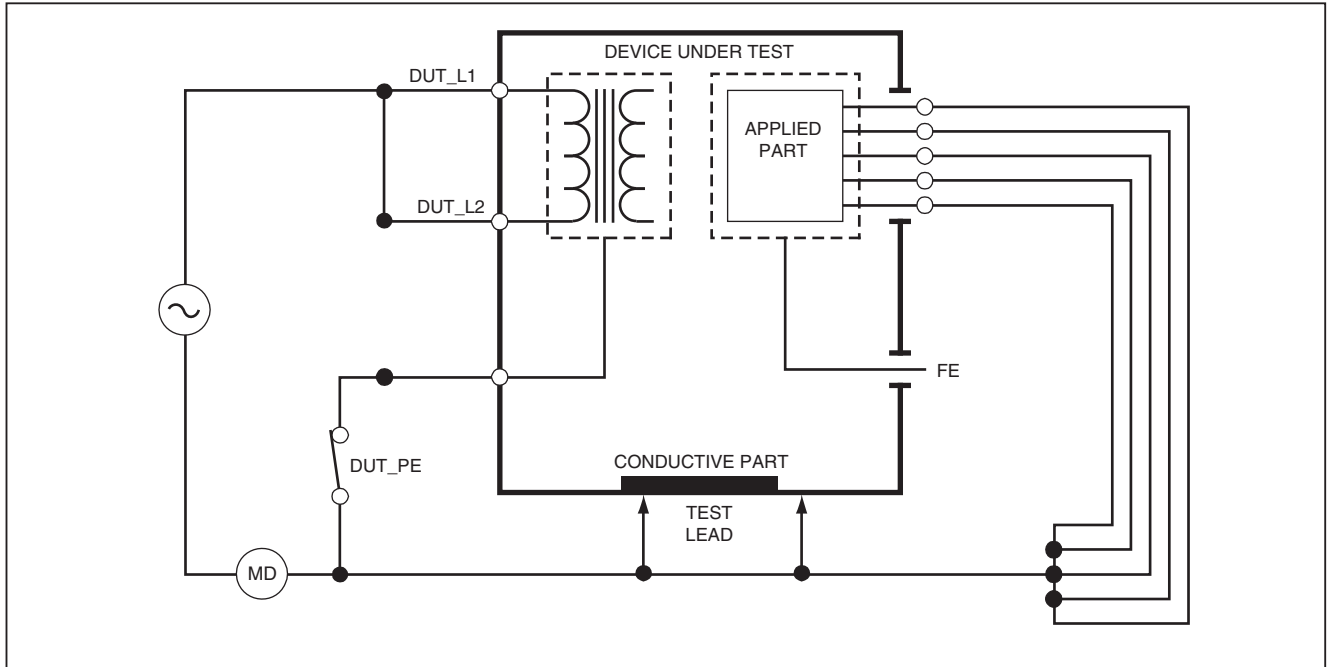 DEVICE UNDER TEST
DUT_L1
APPLIED
PART
DUT_L2
FE
DUT_PE
CONDUCTIVE PART
TEST
LEAD
MD